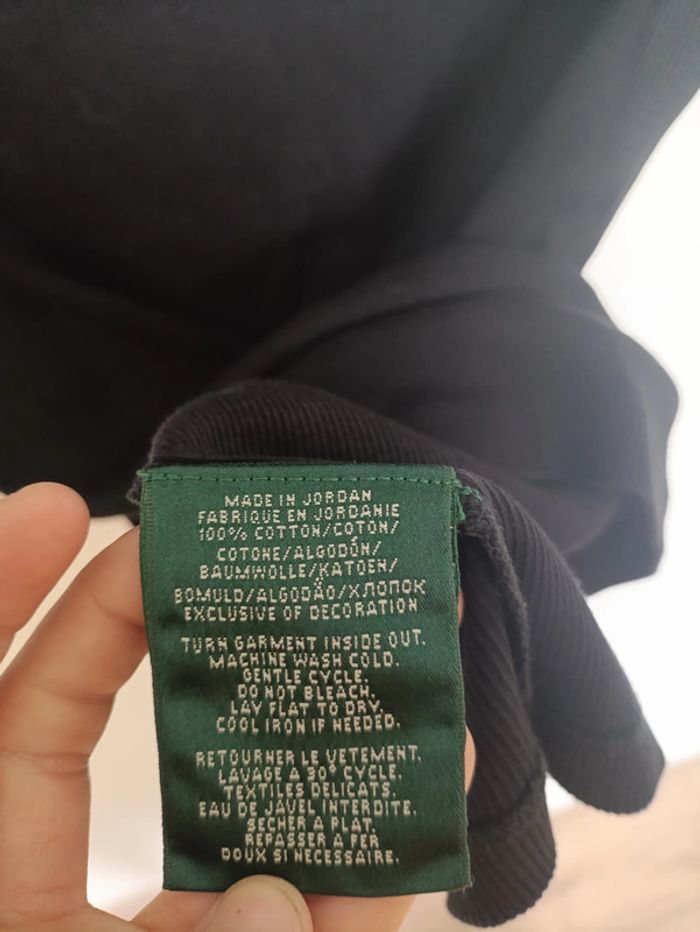 MADE IN JORDAN
FABRIQUE EN JORDANIE
100% COTTON/COTON/
COTONE/ALGODÓN/
BAUMWOLLE/KATOEN/
BOMULD/ALGODÃO/ХЛОПОК
EXCLUSIVE OF DECORATION
TURN GARMENT INSIDE OUT.
MACHINE WASH COLD.
GENTLE CYCLE.
DO NOT BLEACH.
LAY FLAT TO DRY.
COOL IRON IF NEEDED.
RETOURNER LE VETEMENT.
LAVAGE A 30° CYCLE.
TEXTILES DELICATS.
EAU DE JAVEL INTERDITE.
SECHER A PLAT.
REPASSER A FER
DOUX SI NECESSAIRE.